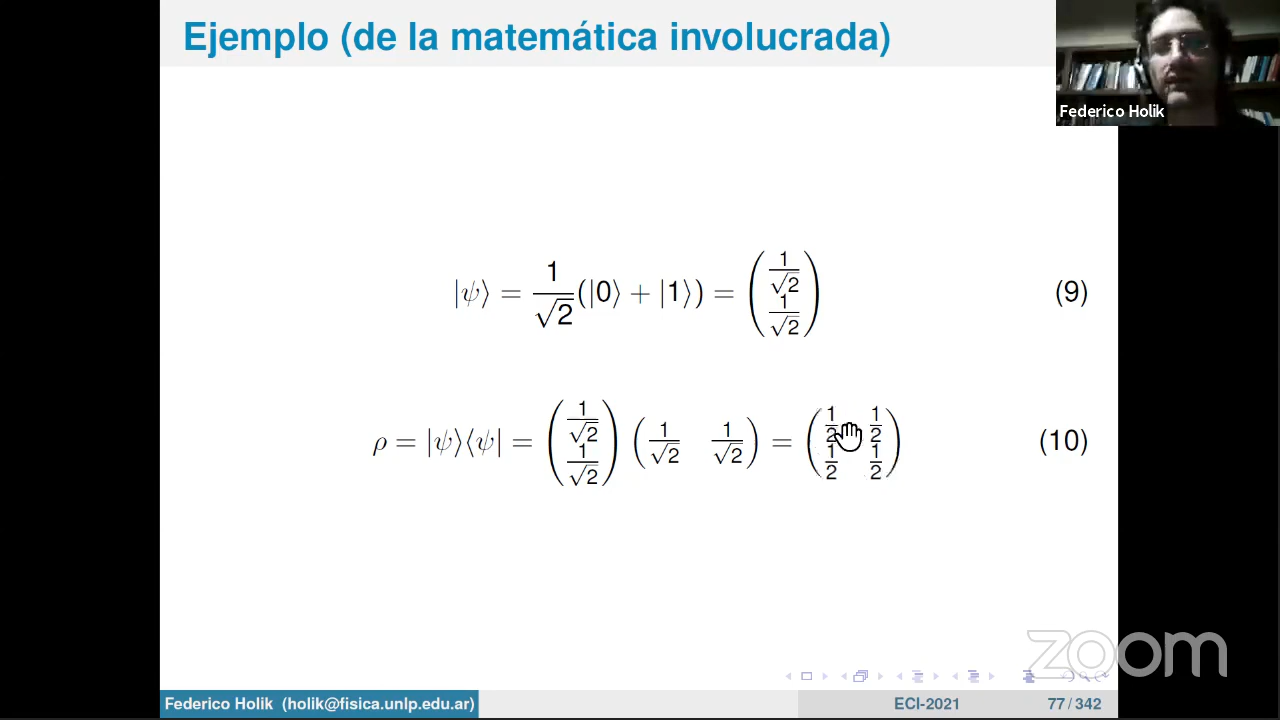 Ejemplo (de la matemática involucrada)
Federico Holik
|ψ⟩ = 1/√2 (|0⟩ + |1⟩) = (1/√2 1/√2) (9)
ρ = |ψ⟩⟨ψ| = (1/√2 1/√2) (1/√2 1/√2) = (1/2 1/2 1/2 1/2) (10)
zoom
Federico Holik (holik@fisica.unlp.edu.ar) ECI-2021 77 / 342